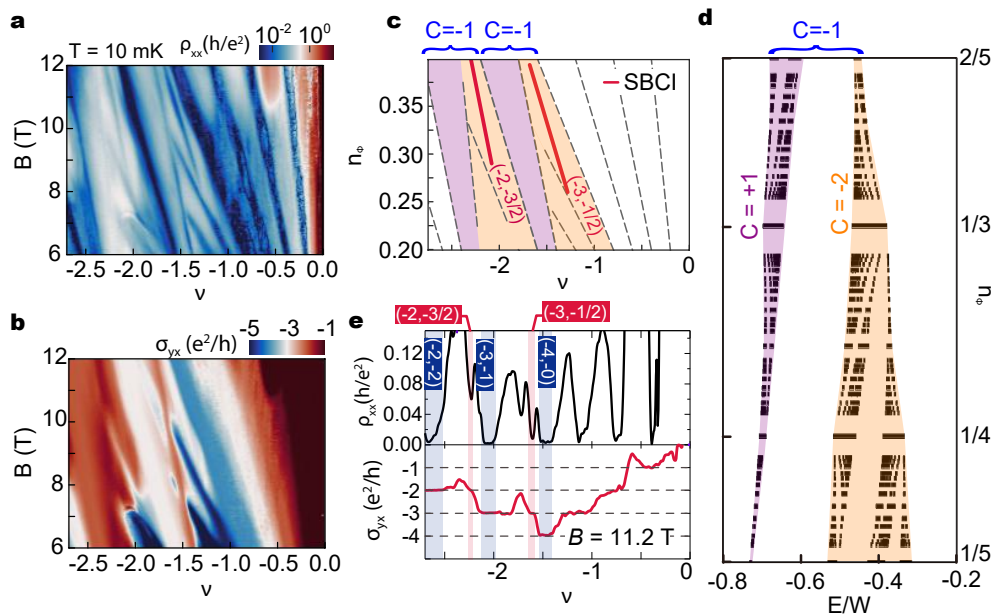 a
T = 10 mK
ρxx(h/e²)
10⁻² 10⁰
12
10
8
6
B (T)
-2.5 -2.0 -1.5 -1.0 -0.5 0.0
ν
b
σyx (e²/h)
-5 -3 -1
12
10
8
6
B (T)
-2.5 -2.0 -1.5 -1.0 -0.5 0.0
ν
C=-1 C=-1
c
SBCI
0.35
0.30
0.25
0.20
nΦ
(-2,-3/2)
(-3,-1/2)
-2 -1 0
ν
(-2,-3/2) (-3,-1/2)
e
(-2,-2)
(-3,-1)
(-4,-0)
0.12
0.08
0.04
0.00
ρxx(h/e²)
-1
-2
-3
-4
σyx (e²/h)
B = 11.2 T
-2 -1 0
ν
d
C=-1
C = +1
C = -2
2/5
1/3
1/4
1/5
nΦ
-0.8 -0.6 -0.4 -0.2
E/W